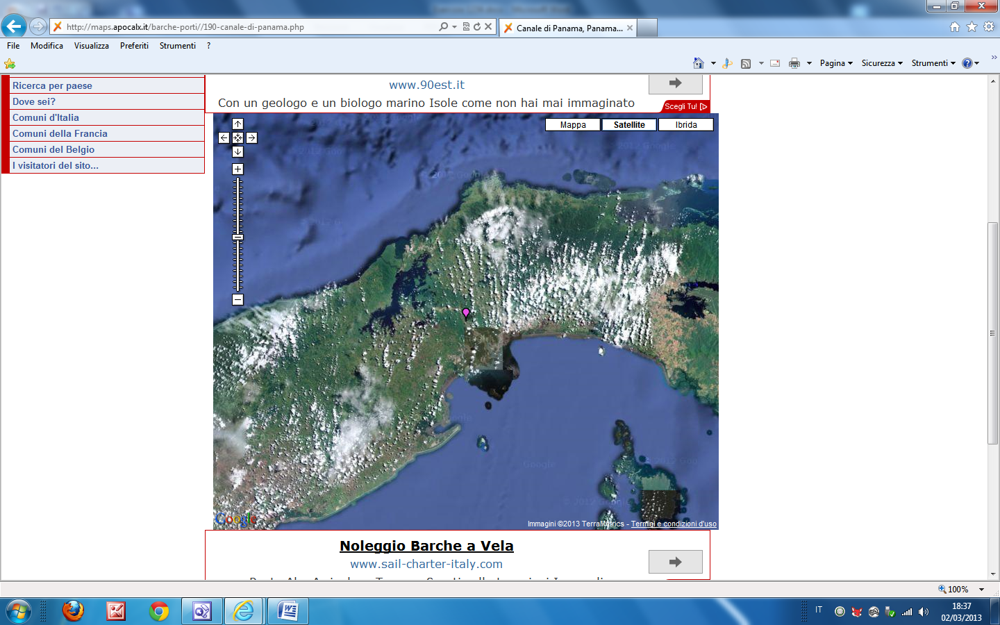 http://maps.apocalx.it/barche-porti//190-canale-di-panama.php
Canale di Panama, Panama...
File Modifica Visualizza Preferiti Strumenti ?
Pagina Sicurezza Strumenti
Ricerca per paese
Dove sei?
Comuni d'Italia
Comuni della Francia
Comuni del Belgio
I visitatori del sito...
www.90est.it
Con un geologo e un biologo marino Isole come non hai mai immaginato
Scegli Tu!
Mappa Satellite Ibrida
Google
Immagini ©2013 TerraMetrics - Termini e condizioni d'uso
Noleggio Barche a Vela
www.sail-charter-italy.com
100%
IT
18:37
02/03/2013